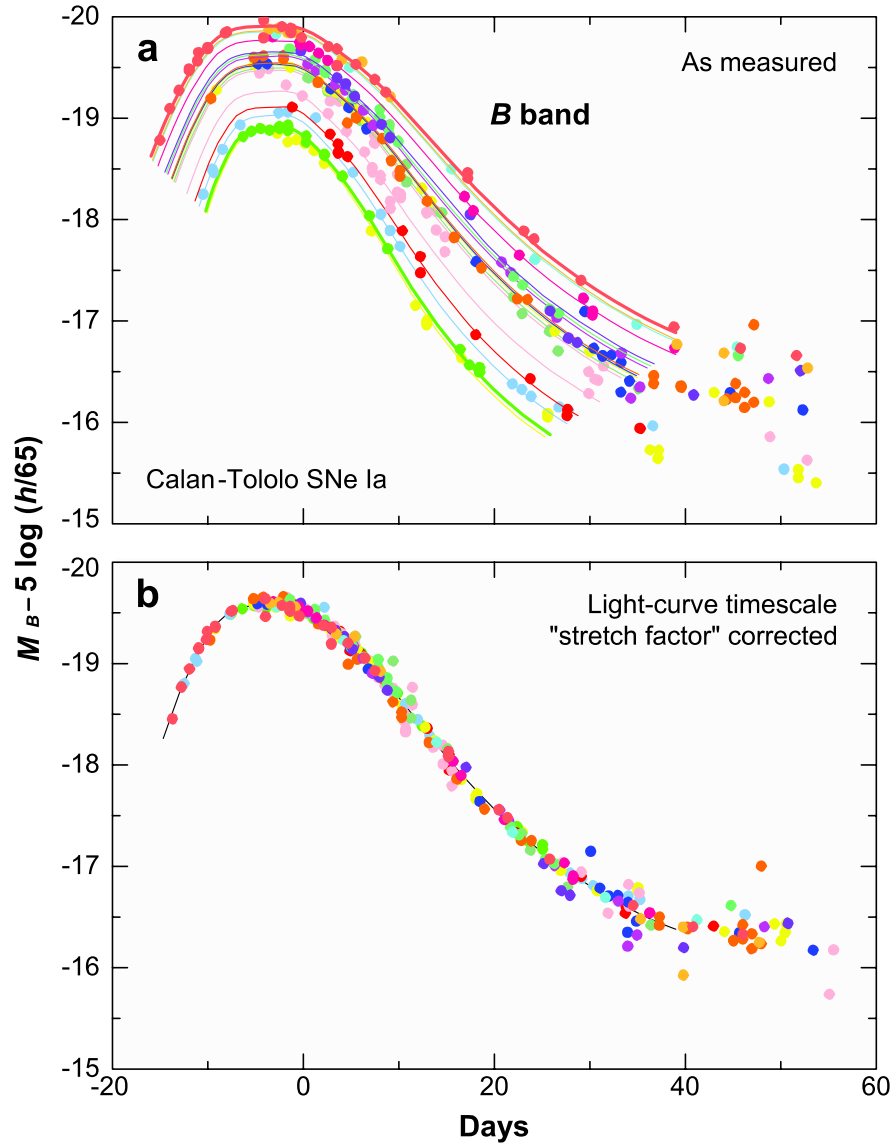 a
As measured
B band
Calan-Tololo SNe Ia
-20
-19
-18
-17
-16
-15
M B – 5 log (h/65)
b
Light-curve timescale
"stretch factor" corrected
-20
-19
-18
-17
-16
-15
-20 0 20 40 60
Days